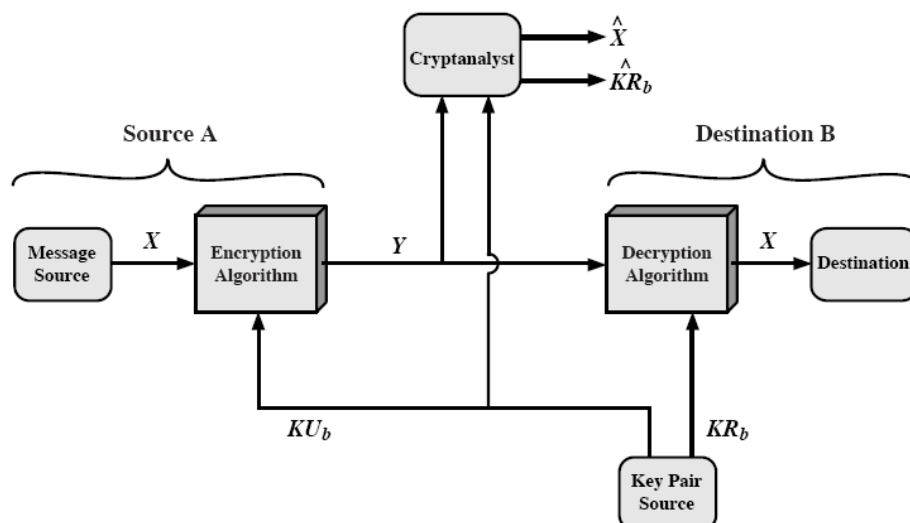 X̂
Cryptanalyst
K̂R_b
Source A
Destination B
Message
Source
X
Encryption
Algorithm
Y
Decryption
Algorithm
X
Destination
KU_b
KR_b
Key Pair
Source